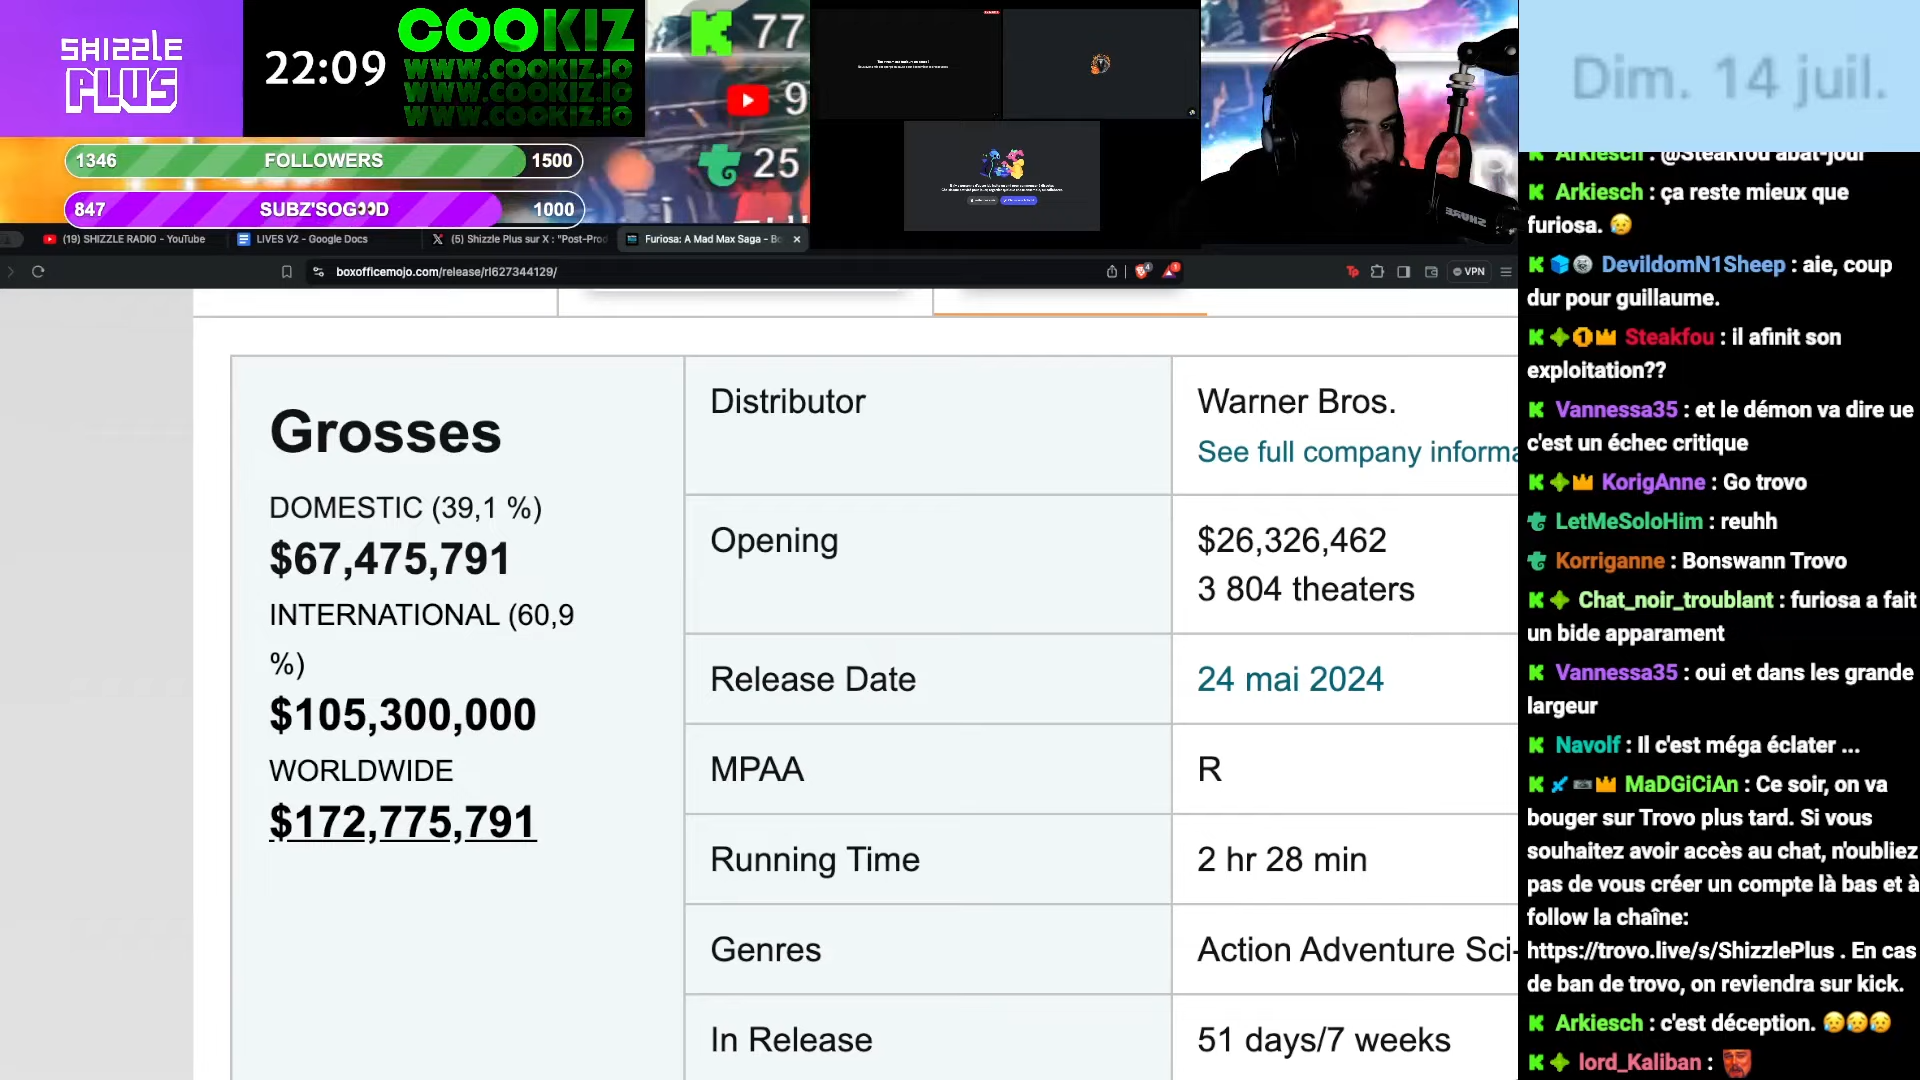 SHIZZLE
PLUS
22:09
COOKIZ
WWW.COOKIZ.IO
WWW.COOKIZ.IO
WWW.COOKIZ.IO
77
9
25
1346 FOLLOWERS 1500
847 SUBZ'SOG👀D 1000
Dim. 14 juil.
(19) SHIZZLE RADIO - YouTube
LIVES V2 - Google Docs
(5) Shizzle Plus sur X : "Post-Prod
Furiosa: A Mad Max Saga - Bo
boxofficemojo.com/release/rl627344129/
VPN
Grosses
DOMESTIC (39,1 %)
$67,475,791
INTERNATIONAL (60,9
%)
$105,300,000
WORLDWIDE
$172,775,791
Distributor
Warner Bros.
See full company informa
Opening
$26,326,462
3 804 theaters
Release Date
24 mai 2024
MPAA
R
Running Time
2 hr 28 min
Genres
Action Adventure Sci-
In Release
51 days/7 weeks
SHURE
Arkiesch : @Steakfou abat-jour
Arkiesch : ça reste mieux que
furiosa. 😥
DevildomN1Sheep : aie, coup
dur pour guillaume.
Steakfou : il afinit son
exploitation??
Vannessa35 : et le démon va dire ue
c'est un échec critique
KorigAnne : Go trovo
LetMeSoloHim : reuhh
Korriganne : Bonswann Trovo
Chat_noir_troublant : furiosa a fait
un bide apparament
Vannessa35 : oui et dans les grande
largeur
Navolf : Il c'est méga éclater ...
MaDGiCiAn : Ce soir, on va
bouger sur Trovo plus tard. Si vous
souhaitez avoir accès au chat, n'oubliez
pas de vous créer un compte là bas et à
follow la chaîne:
https://trovo.live/s/ShizzlePlus . En cas
de ban de trovo, on reviendra sur kick.
Arkiesch : c'est déception. 😥😥😥
lord_Kaliban :